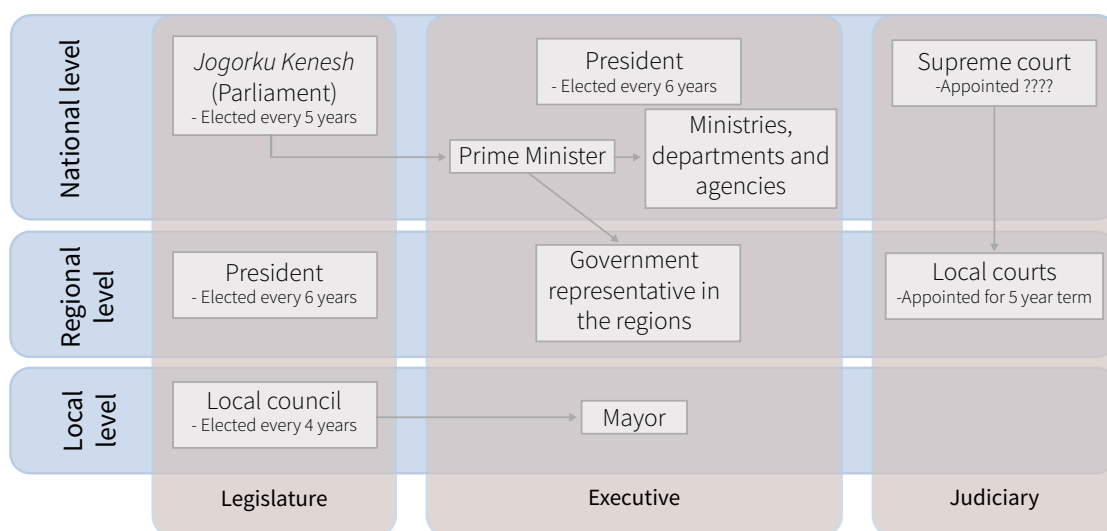 National level
Jogorku Kenesh
(Parliament)
- Elected every 5 years
President
- Elected every 6 years
Prime Minister
Ministries,
departments and
agencies
Supreme court
-Appointed ????
Regional
level
President
- Elected every 6 years
Government
representative in
the regions
Local courts
-Appointed for 5 year term
Local
level
Local council
- Elected every 4 years
Mayor
Legislature
Executive
Judiciary